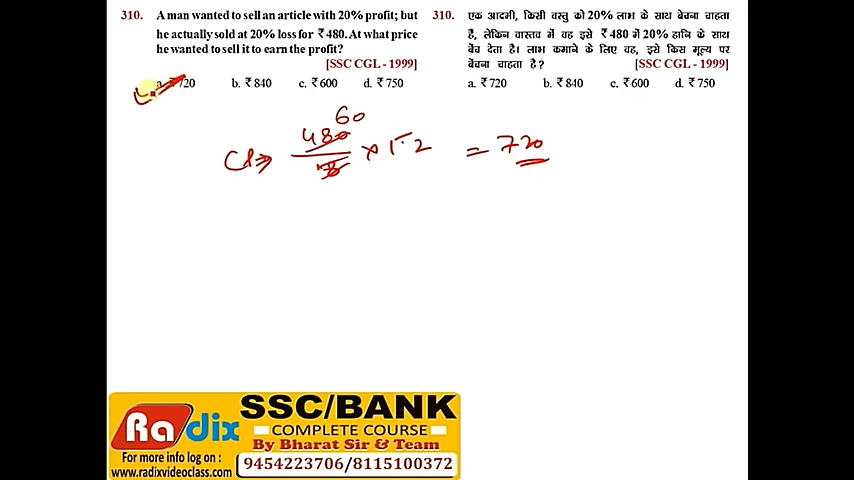 310. A man wanted to sell an article with 20% profit; but
he actually sold at 20% loss for ₹ 480. At what price
he wanted to sell it to earn the profit?
[SSC CGL - 1999]
a. ₹ 720 b. ₹ 840 c. ₹ 600 d. ₹ 750
310. एक आदमी, किसी वस्तु को 20% लाभ के साथ बेचना चाहता
है, लेकिन वास्तव में वह इसे ₹ 480 में 20% हानि के साथ
बेच देता है। लाभ कमाने के लिए वह, इसे किस मूल्य पर
बेंचना चाहता है ? [SSC CGL - 1999]
a. ₹ 720 b. ₹ 840 c. ₹ 600 d. ₹ 750
60
480 × 1.2 = 720
Radix
SSC/BANK
COMPLETE COURSE
By Bharat Sir & Team
For more info log on :
www.radixvideoclass.com
9454223706/8115100372